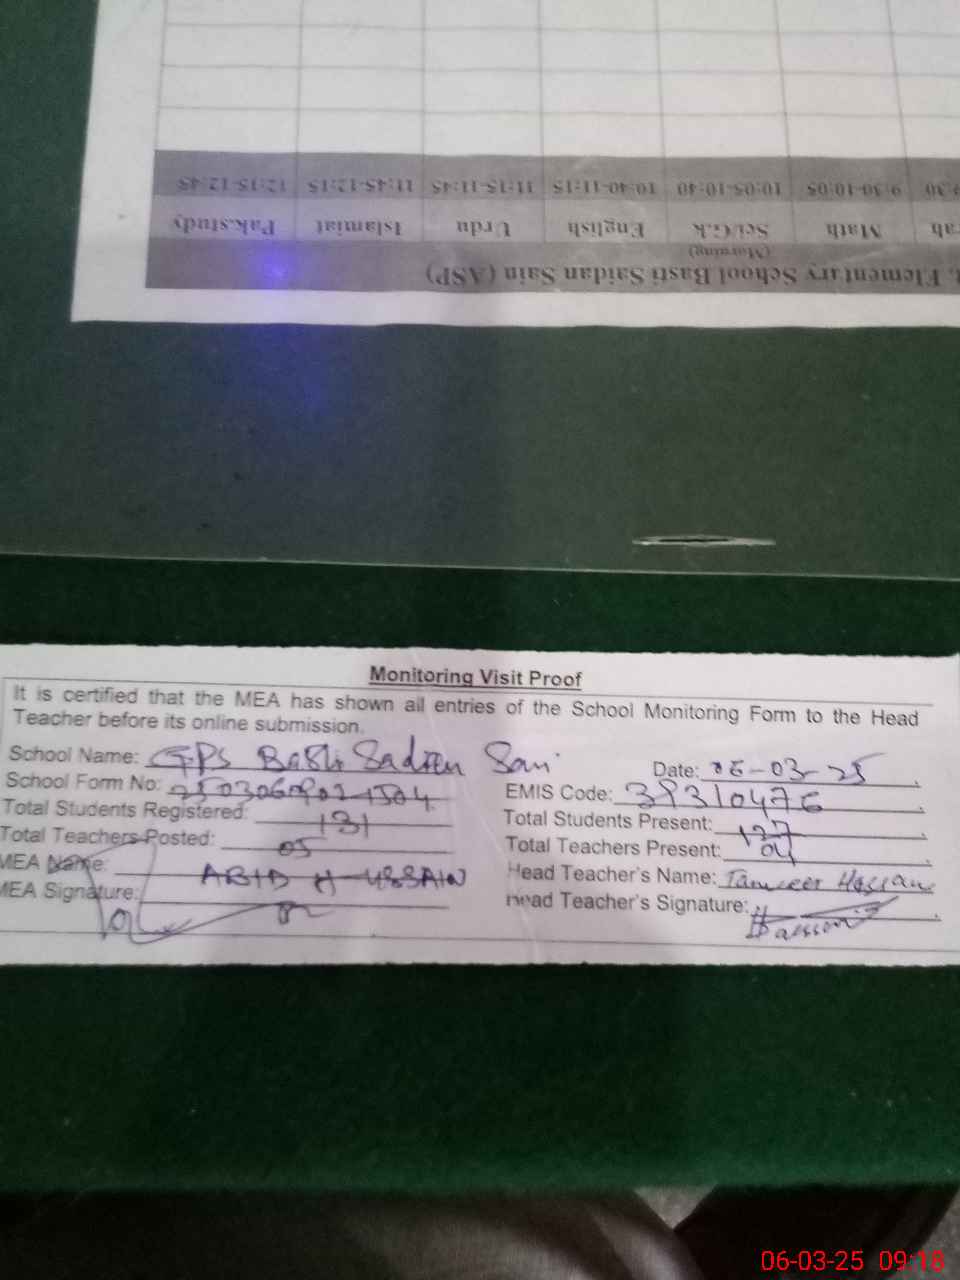 . Elementary School Basti Saidan Sain (ASP)
(Morning)
Math Sci/G.k English Urdu Islamiat Pak.study
9:30-10:05 10:05-10:40 10:40-11:15 11:15-11:45 11:45-12:15 12:15-12:45
Monitoring Visit Proof
It is certified that the MEA has shown all entries of the School Monitoring Form to the Head
Teacher before its online submission.
School Name: GPS Basti Sadien Sain Date: 06-03-25
School Form No: EMIS Code: 39310476
Total Students Registered: 131 Total Students Present: 127
Total Teachers Posted: 05 Total Teachers Present: 04
MEA Name: ABID HUSSAIN Head Teacher's Name: Tanveer Hassan
MEA Signature: Head Teacher's Signature: Hassan
06-03-25 09:18